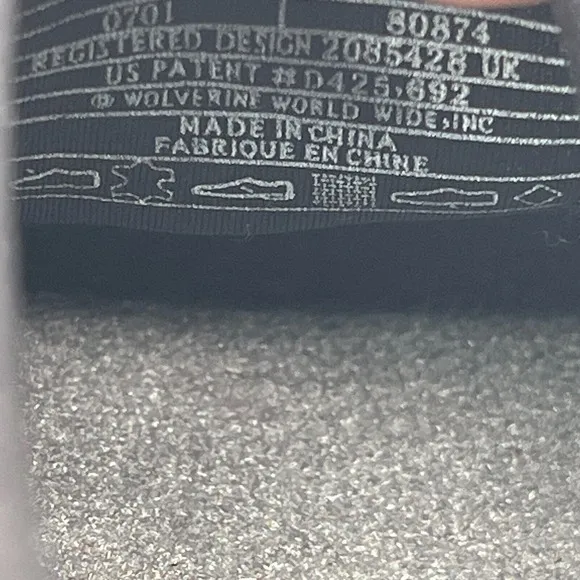 0701 80874
REGISTERED DESIGN 2085428 UK
US PATENT #D425,692
® WOLVERINE WORLD WIDE, INC
MADE IN CHINA
FABRIQUE EN CHINE